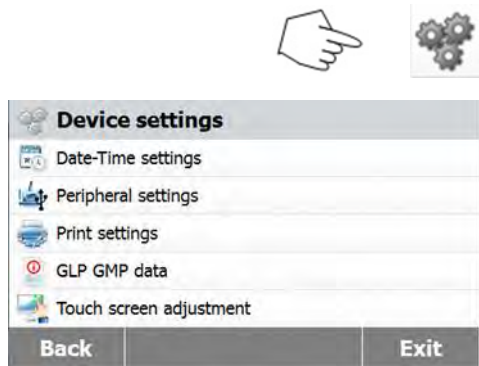 Device settings
Date-Time settings
Peripheral settings
Print settings
GLP GMP data
Touch screen adjustment
Back Exit